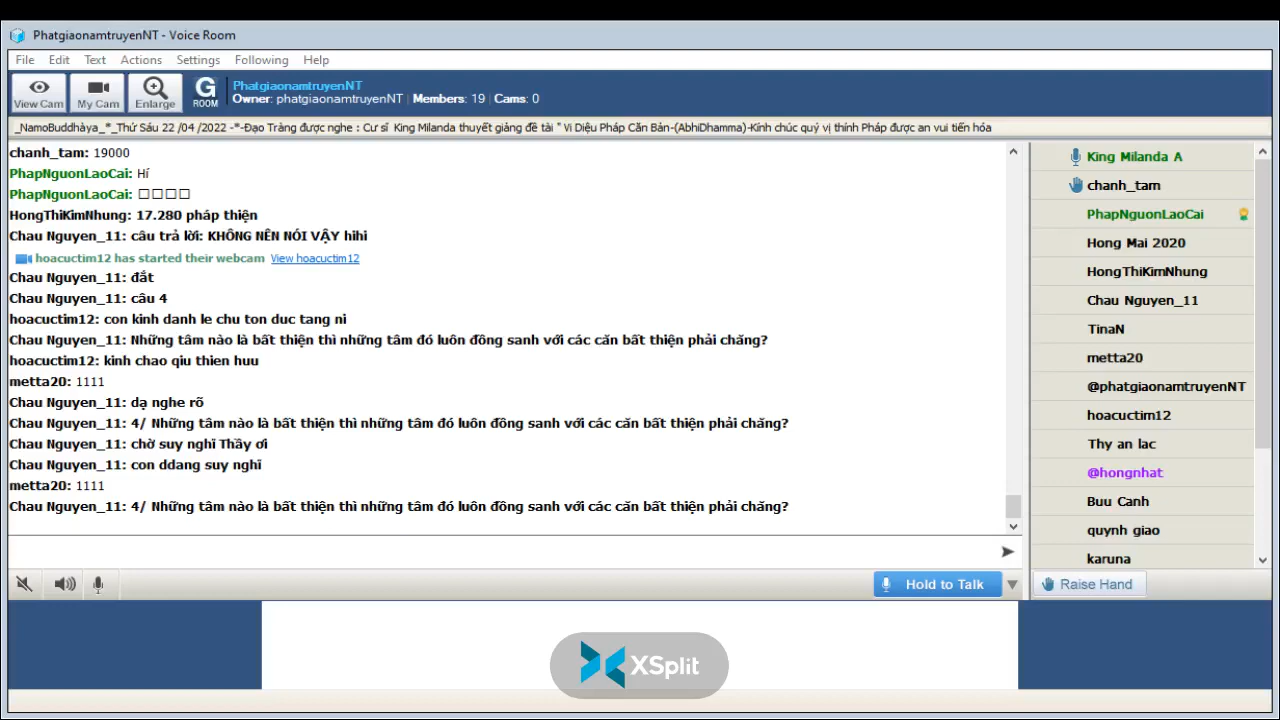 PhatgiaonamtruyenNT - Voice Room
File Edit Text Actions Settings Following Help
View Cam My Cam Enlarge G ROOM
PhatgiaonamtruyenNT
Owner: phatgiaonamtruyenNT | Members: 19 | Cams: 0
_NamoBuddhàya_*_Thứ Sáu 22 /04 /2022 -*-Đạo Tràng được nghe : Cư sĩ King Milanda thuyết giảng đề tài " Vi Diệu Pháp Căn Bản-(AbhiDhamma)-Kính chúc quý vị thính Pháp được an vui tiến hóa
chanh_tam: 19000
PhapNguonLaoCai: Hí
PhapNguonLaoCai: □□□□
HongThiKimNhung: 17.280 pháp thiện
Chau Nguyen_11: câu trả lời: KHÔNG NÊN NÓI VẬY hihi
hoacuctim12 has started their webcam View hoacuctim12
Chau Nguyen_11: đắt
Chau Nguyen_11: câu 4
hoacuctim12: con kinh danh le chu ton duc tang ni
Chau Nguyen_11: Những tâm nào là bất thiện thì những tâm đó luôn đồng sanh với các căn bất thiện phải chăng?
hoacuctim12: kinh chao qiu thien huu
metta20: 1111
Chau Nguyen_11: dạ nghe rõ
Chau Nguyen_11: 4/ Những tâm nào là bất thiện thì những tâm đó luôn đồng sanh với các căn bất thiện phải chăng?
Chau Nguyen_11: chờ suy nghĩ Thầy ơi
Chau Nguyen_11: con ddang suy nghĩ
metta20: 1111
Chau Nguyen_11: 4/ Những tâm nào là bất thiện thì những tâm đó luôn đồng sanh với các căn bất thiện phải chăng?
King Milanda A
chanh_tam
PhapNguonLaoCai
Hong Mai 2020
HongThiKimNhung
Chau Nguyen_11
TinaN
metta20
@phatgiaonamtruyenNT
hoacuctim12
Thy an lac
@hongnhat
Buu Canh
quynh giao
karuna
Hold to Talk
Raise Hand
XSplit